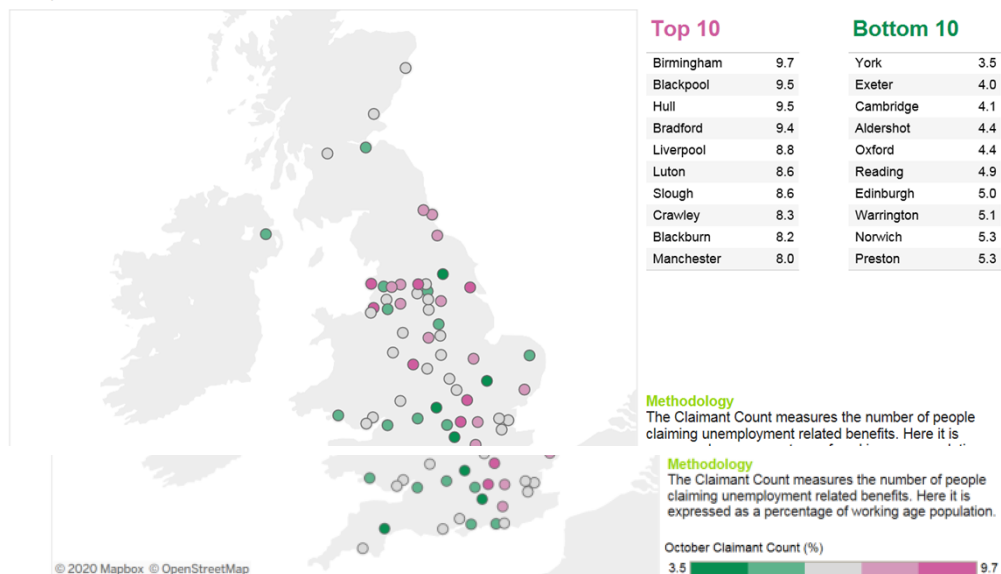 Top 10
Birmingham 9.7
Blackpool 9.5
Hull 9.5
Bradford 9.4
Liverpool 8.8
Luton 8.6
Slough 8.6
Crawley 8.3
Blackburn 8.2
Manchester 8.0
Bottom 10
York 3.5
Exeter 4.0
Cambridge 4.1
Aldershot 4.4
Oxford 4.4
Reading 4.9
Edinburgh 5.0
Warrington 5.1
Norwich 5.3
Preston 5.3
Methodology
The Claimant Count measures the number of people
claiming unemployment related benefits. Here it is
Methodology
The Claimant Count measures the number of people
claiming unemployment related benefits. Here it is
expressed as a percentage of working age population.
October Claimant Count (%)
3.5 9.7
© 2020 Mapbox © OpenStreetMap